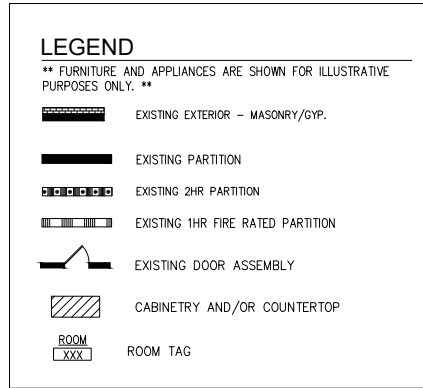 LEGEND
** FURNITURE AND APPLIANCES ARE SHOWN FOR ILLUSTRATIVE
PURPOSES ONLY. **
EXISTING EXTERIOR – MASONRY/GYP.
EXISTING PARTITION
EXISTING 2HR PARTITION
EXISTING 1HR FIRE RATED PARTITION
EXISTING DOOR ASSEMBLY
CABINETRY AND/OR COUNTERTOP
ROOM
XXX
ROOM TAG